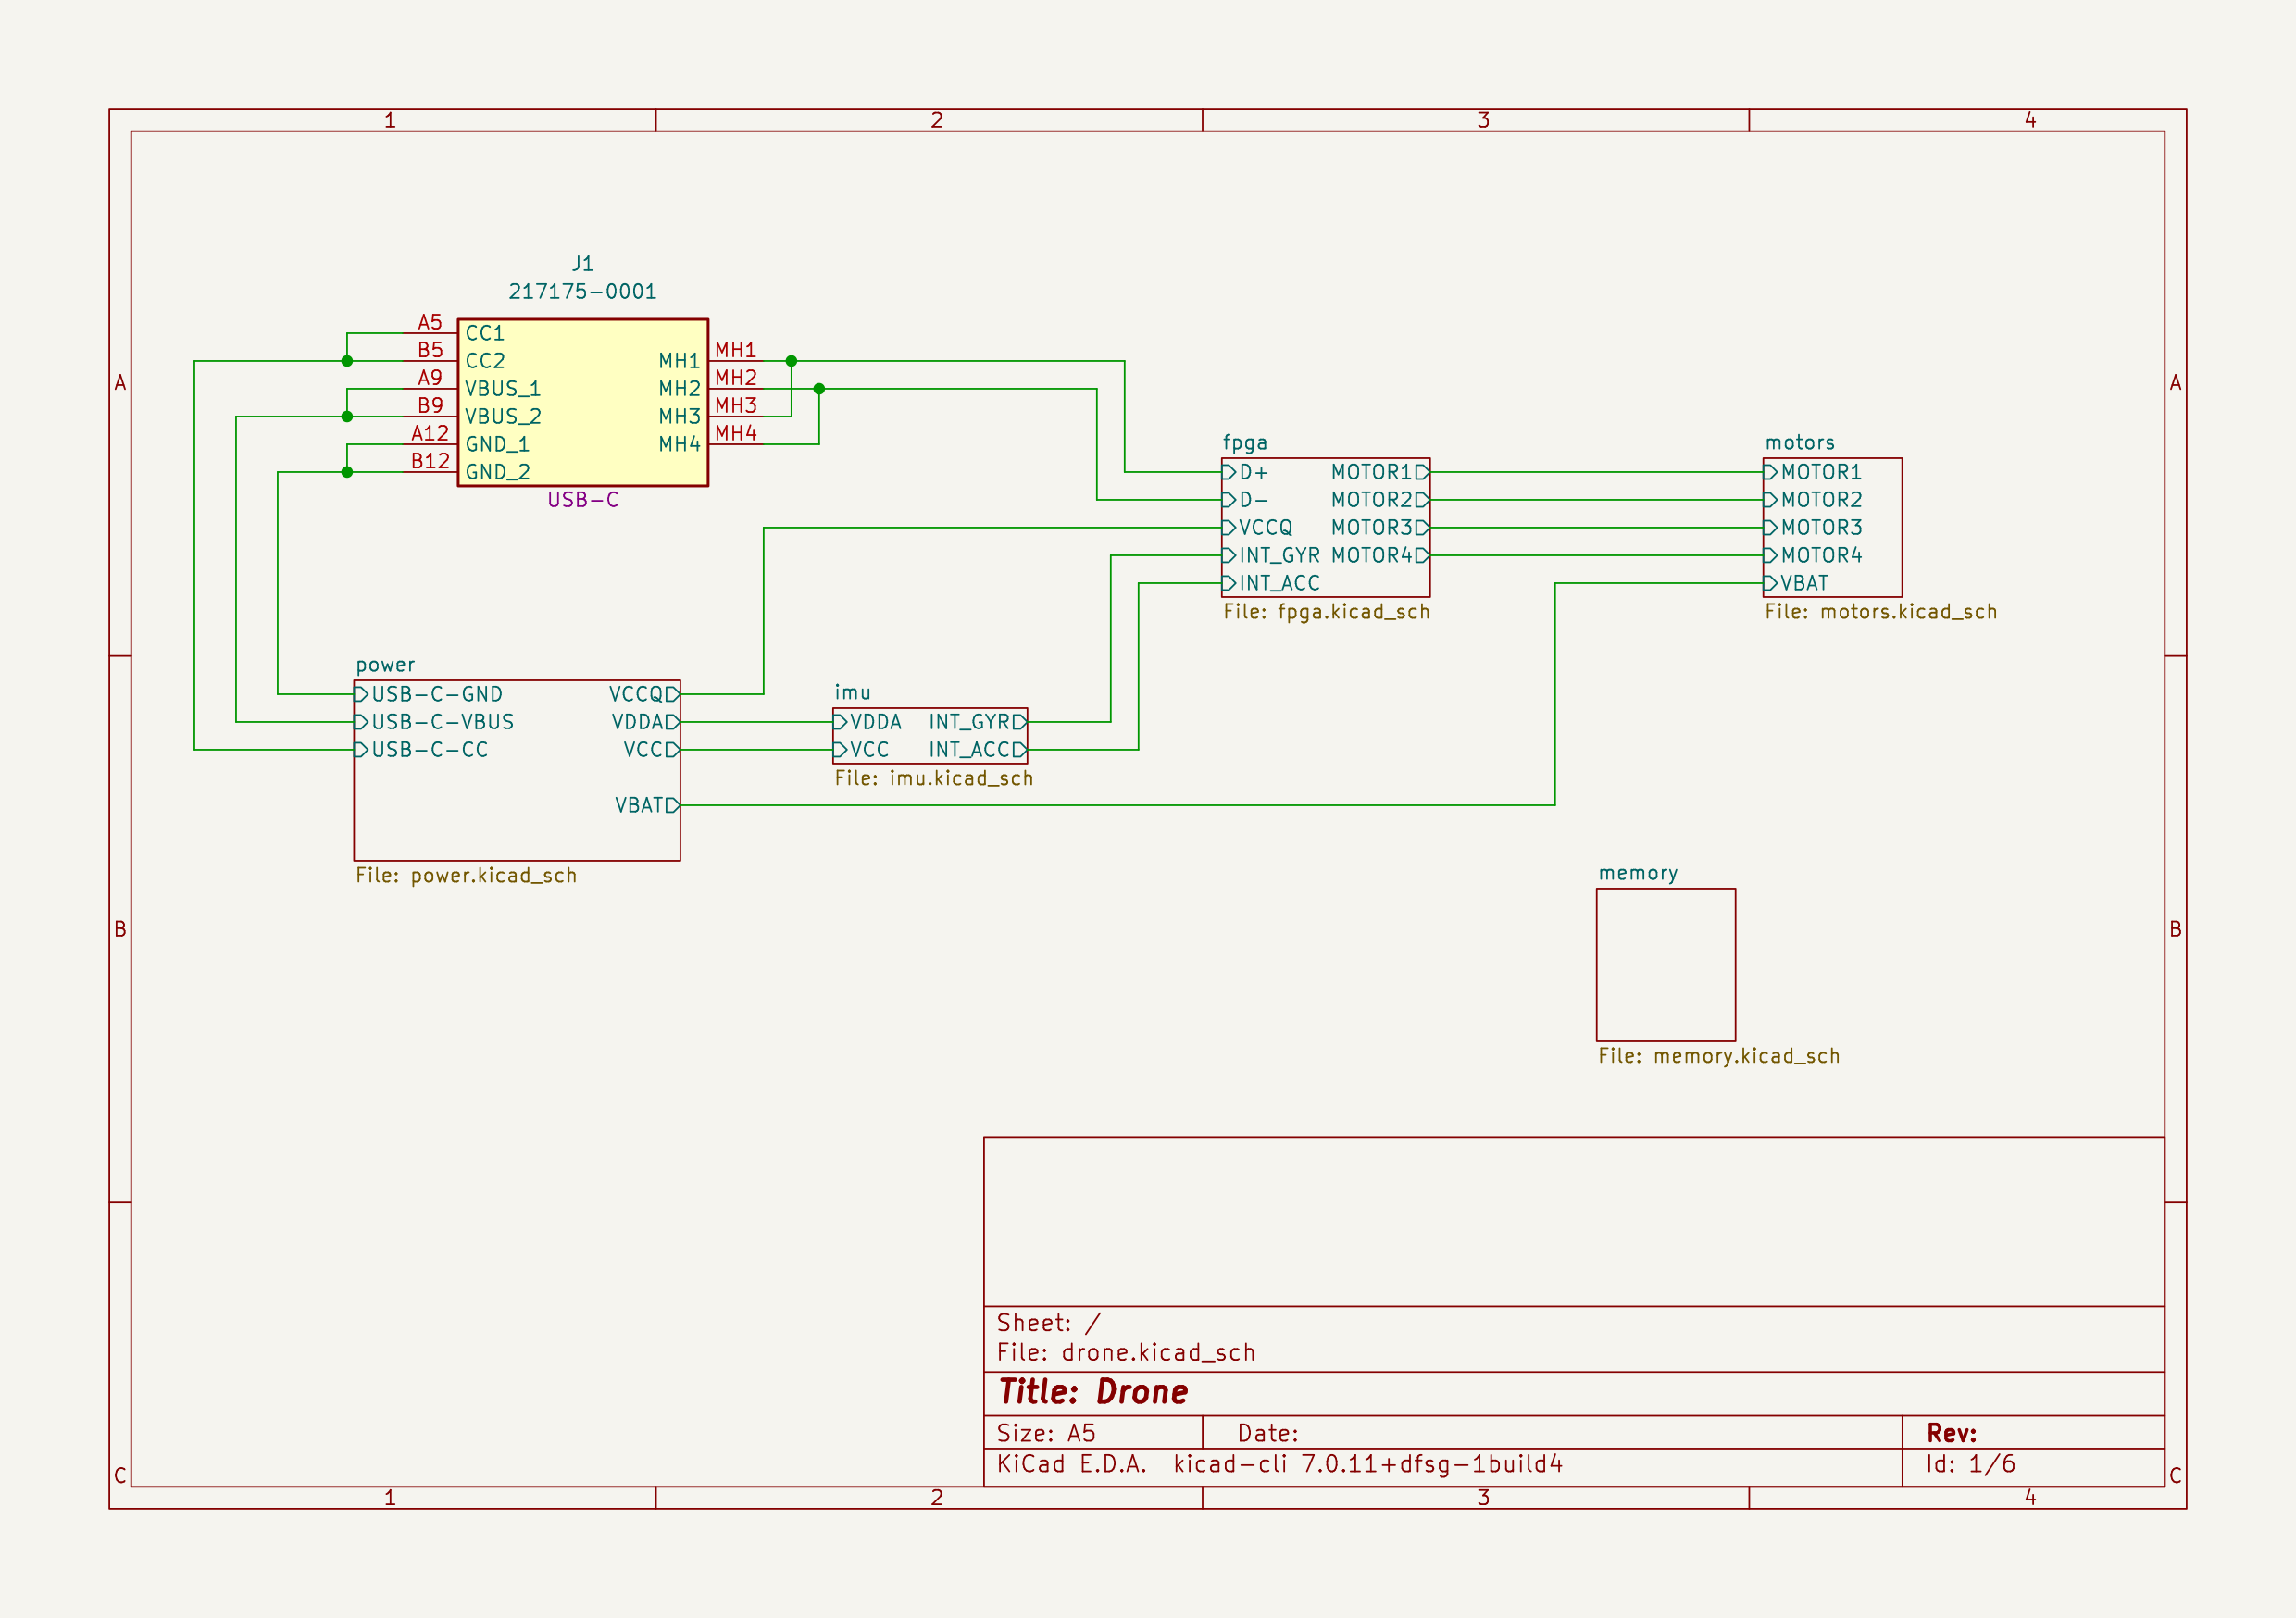 1 2 3 4
A A
B B
C C
1 2 3 4
J1
217175-0001
A5 CC1
B5 CC2
A9 VBUS_1
B9 VBUS_2
A12 GND_1
B12 GND_2
MH1 MH1
MH2 MH2
MH3 MH3
MH4 MH4
USB-C
fpga
D+ MOTOR1
D- MOTOR2
VCCQ MOTOR3
INT_GYR MOTOR4
INT_ACC
File: fpga.kicad_sch
motors
MOTOR1
MOTOR2
MOTOR3
MOTOR4
VBAT
File: motors.kicad_sch
power
USB-C-GND VCCQ
USB-C-VBUS VDDA
USB-C-CC VCC
VBAT
File: power.kicad_sch
imu
VDDA INT_GYR
VCC INT_ACC
File: imu.kicad_sch
memory
File: memory.kicad_sch
Sheet: /
File: drone.kicad_sch
Title: Drone
Size: A5 Date: Rev:
KiCad E.D.A. kicad-cli 7.0.11+dfsg-1build4 Id: 1/6